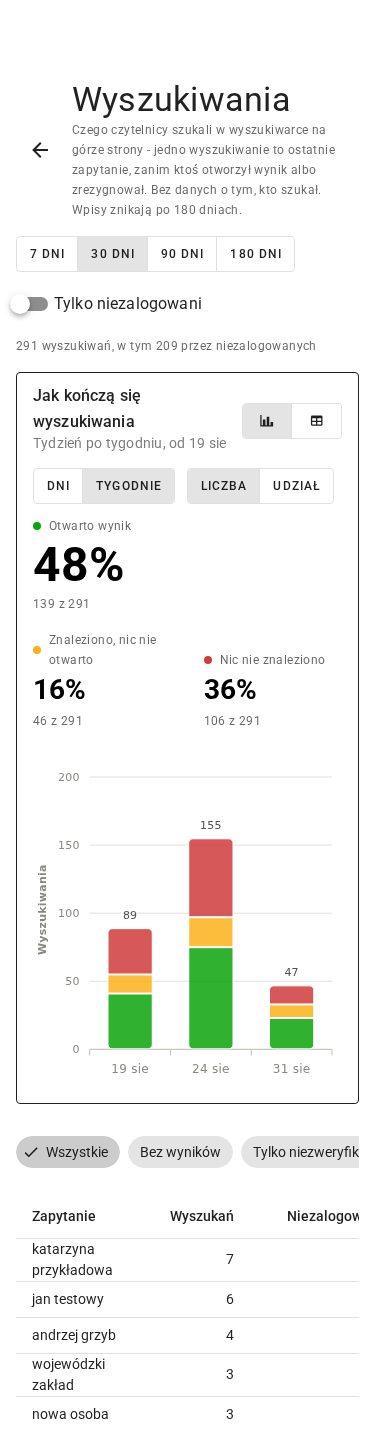 Wyszukiwania
Czego czytelnicy szukali w wyszukiwarce na
górze strony - jedno wyszukiwanie to ostatnie
zapytanie, zanim ktoś otworzył wynik albo
zrezygnował. Bez danych o tym, kto szukał.
Wpisy znikają po 180 dniach.
7 DNI 30 DNI 90 DNI 180 DNI
Tylko niezalogowani
291 wyszukiwań, w tym 209 przez niezalogowanych
Jak kończą się
wyszukiwania
Tydzień po tygodniu, od 19 sie
DNI TYGODNIE LICZBA UDZIAŁ
Otwarto wynik
48%
139 z 291
Znaleziono, nic nie
otwarto
16%
46 z 291
Nic nie znaleziono
36%
106 z 291
Wyszukiwania
200
150
100
50
0
89
155
47
19 sie 24 sie 31 sie
Wszystkie Bez wyników Tylko niezweryfik
Zapytanie Wyszukań Niezalogow
katarzyna
przykładowa 7
jan testowy 6
andrzej grzyb 4
wojewódzki
zakład 3
nowa osoba 3